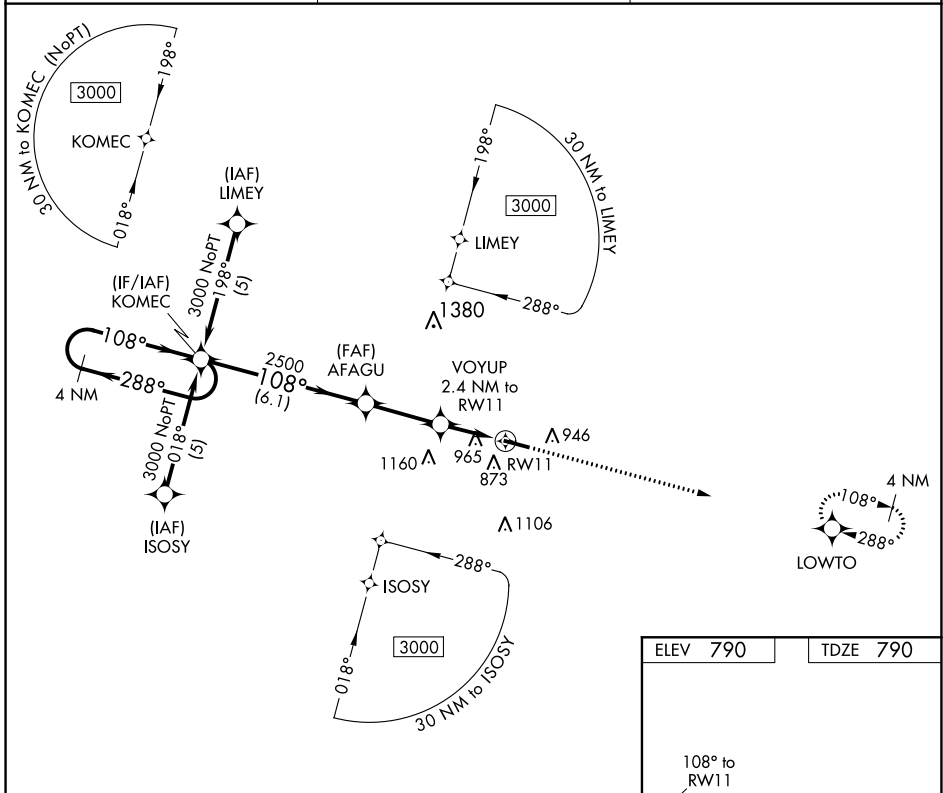 30 NM to KOMEC (NoPT)
3000
198°
KOMEC
018°
(IAF)
LIMEY
3000 NoPT
198°
(5)
(IF/IAF)
KOMEC
108°
288°
4 NM
3000 NoPT
018°
(5)
(IAF)
ISOSY
2500
108°
(6.1)
(FAF)
AFAGU
VOYUP
2.4 NM to
RW11
198°
3000
LIMEY
30 NM to LIMEY
288°
1380
1160
965
873
RW11
946
1106
4 NM
108°
288°
LOWTO
288°
ISOSY
3000
018°
30 NM to ISOSY
ELEV 790
TDZE 790
108° to
RW11